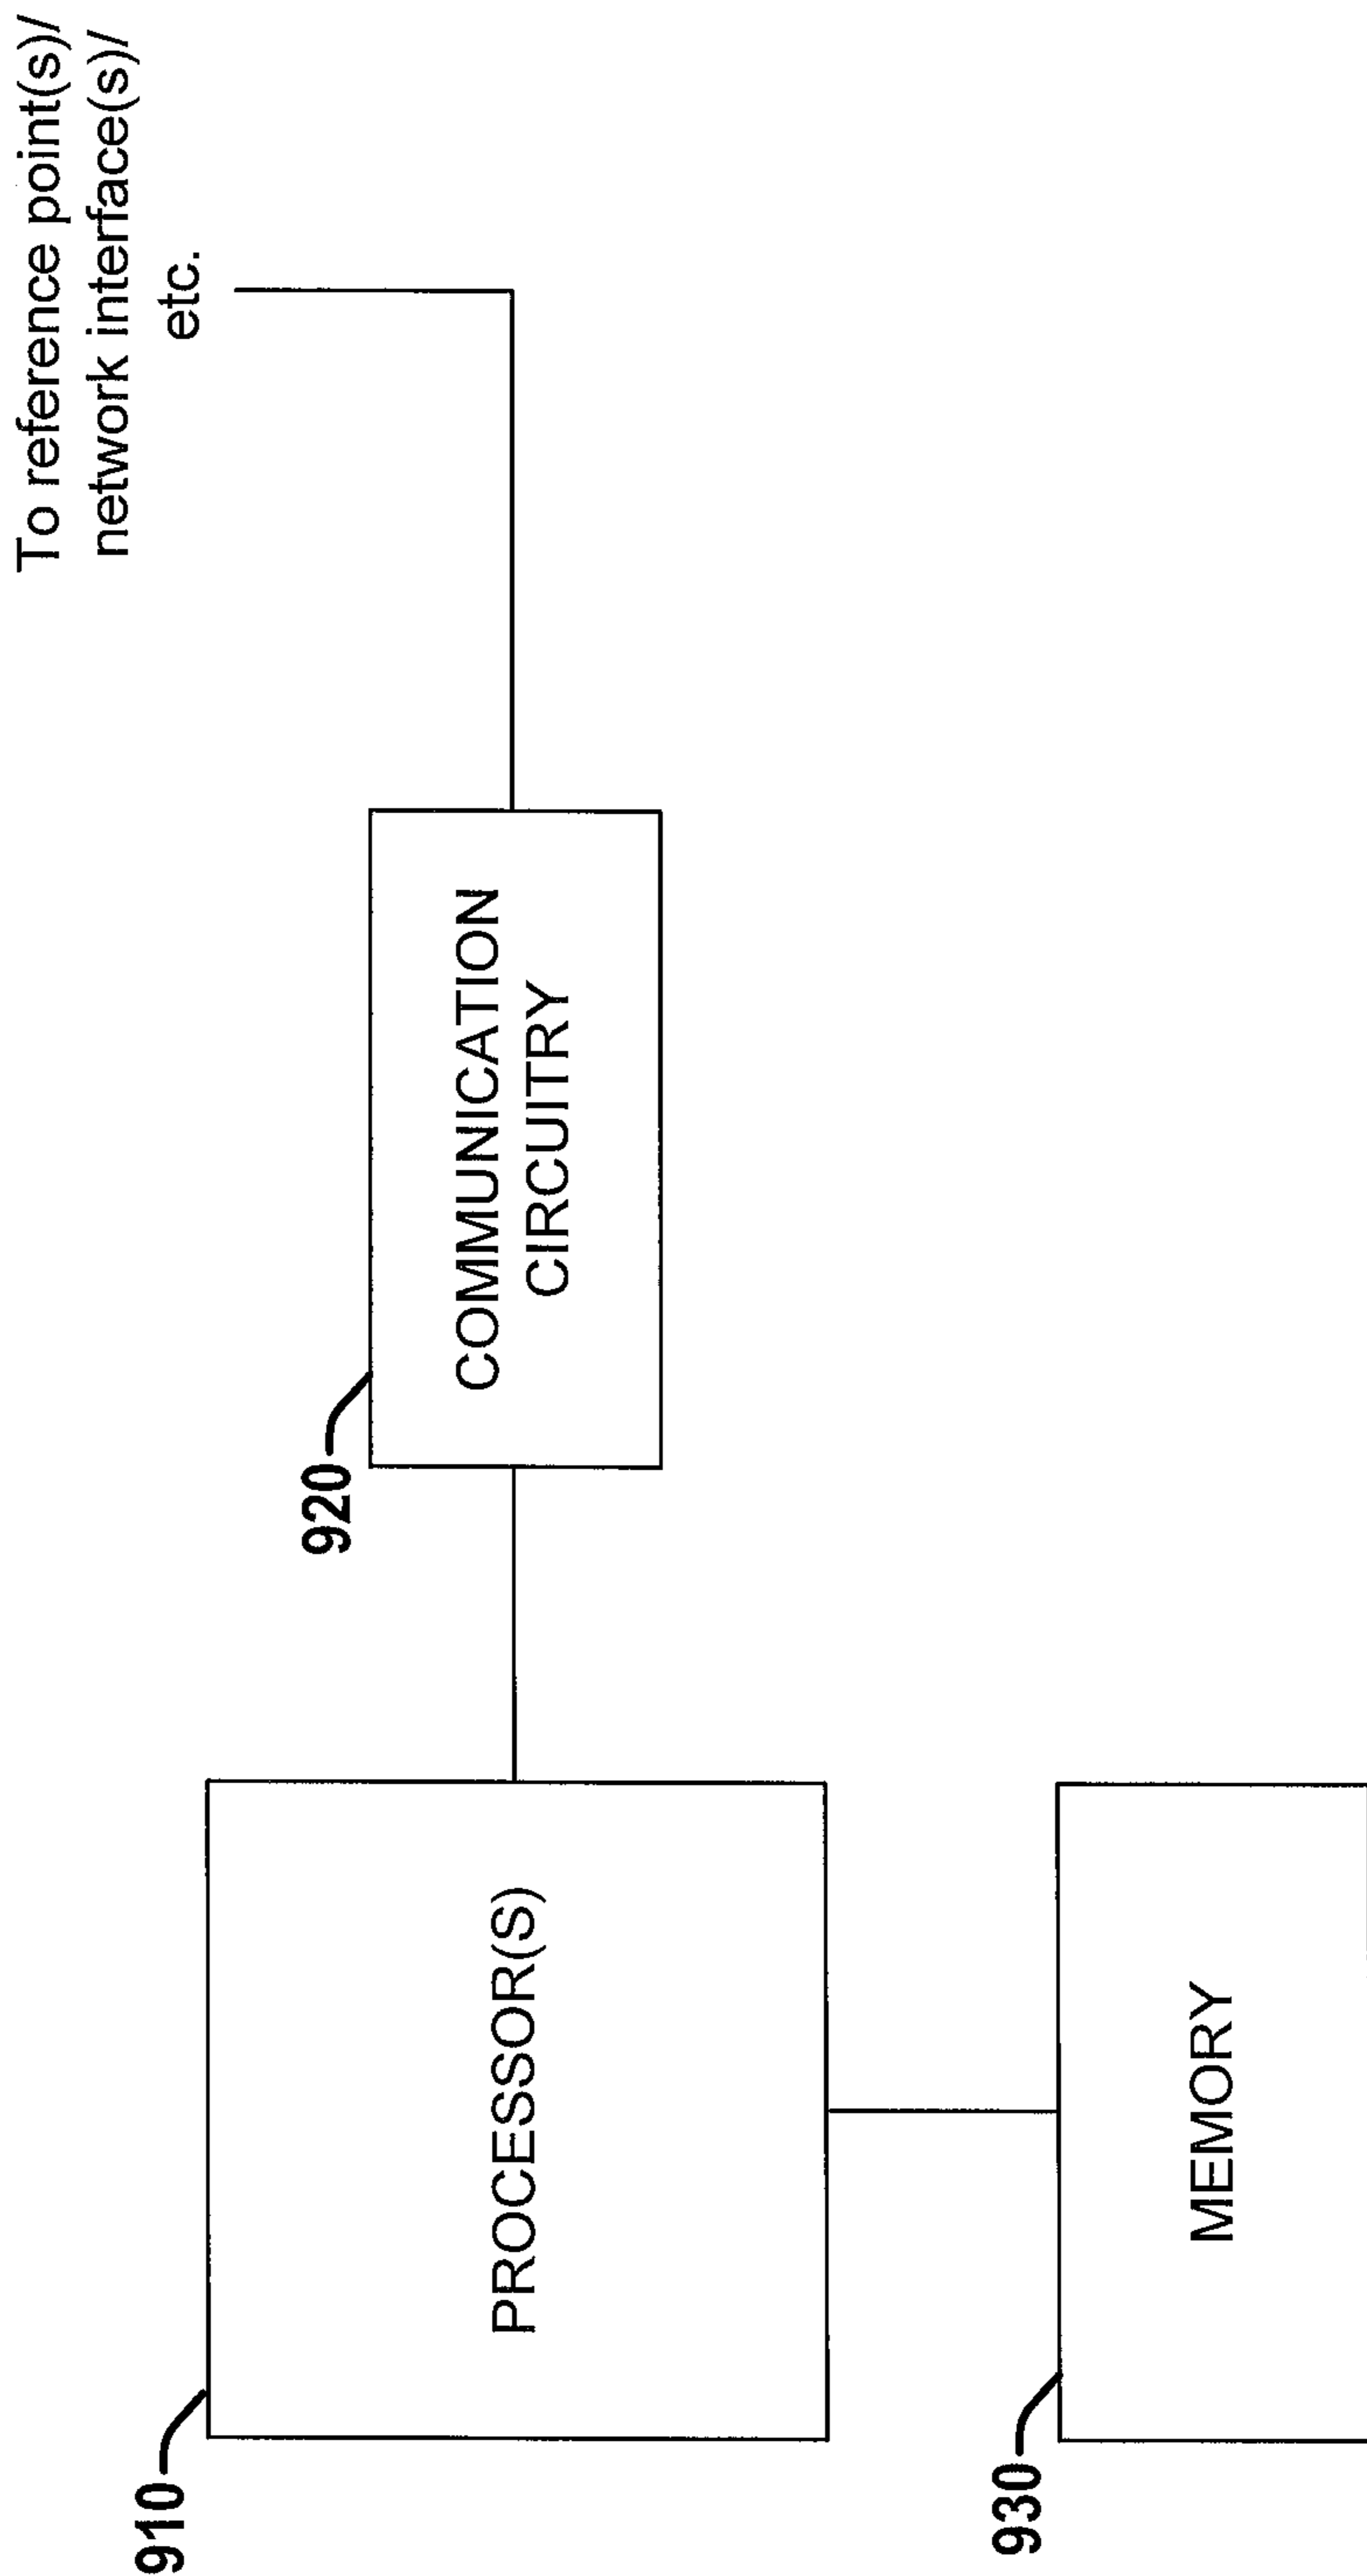 To reference point(s)/
network interface(s)/
etc.
920
COMMUNICATION
CIRCUITRY
910
PROCESSOR(S)
930
MEMORY